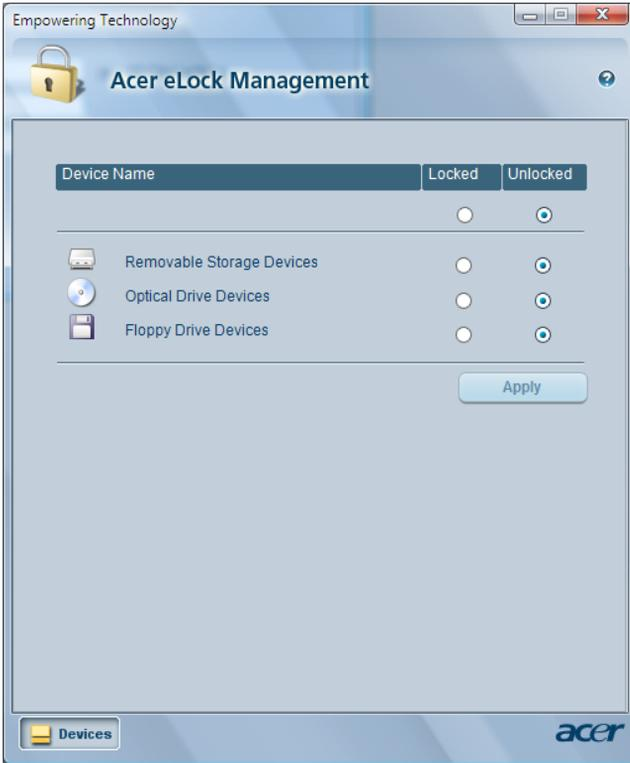 Empowering Technology
Acer eLock Management
Device Name Locked Unlocked
Removable Storage Devices
Optical Drive Devices
Floppy Drive Devices
Apply
Devices
acer